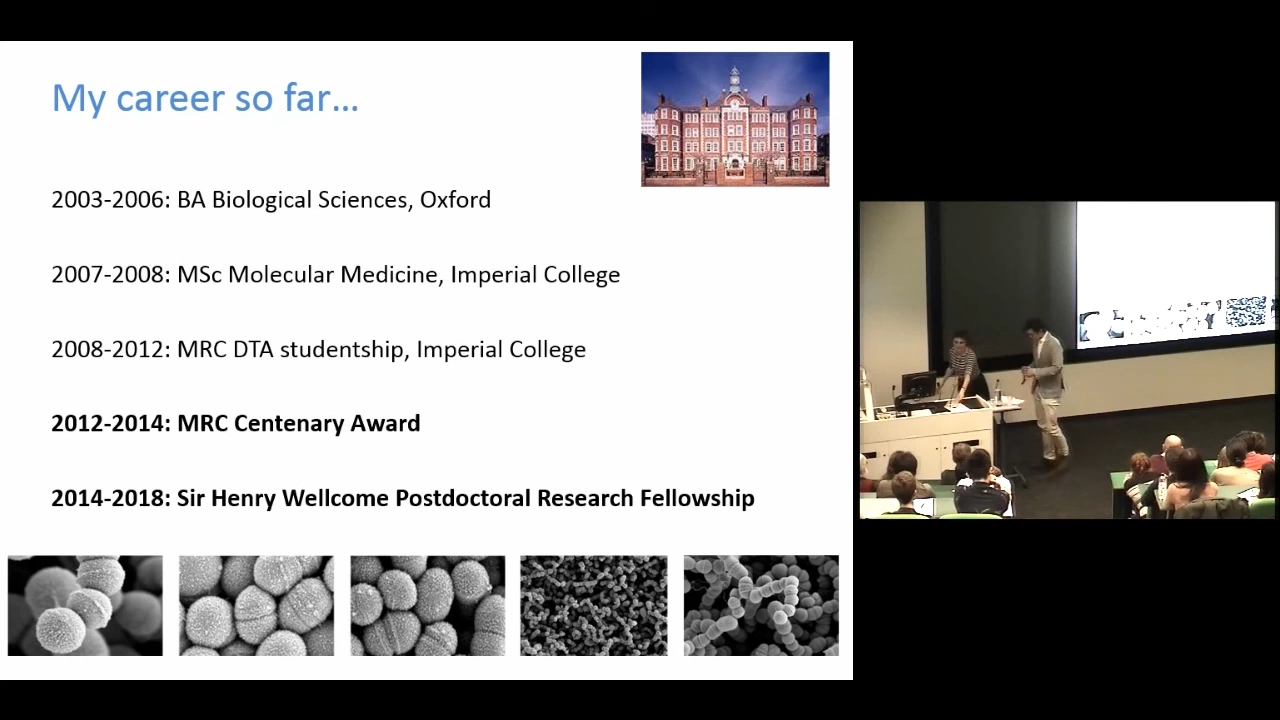 My career so far...
2003-2006: BA Biological Sciences, Oxford
2007-2008: MSc Molecular Medicine, Imperial College
2008-2012: MRC DTA studentship, Imperial College
2012-2014: MRC Centenary Award
2014-2018: Sir Henry Wellcome Postdoctoral Research Fellowship